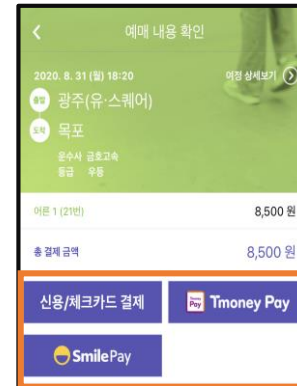 예매 내용 확인
2020. 8. 31 (월) 18:20
여정 상세보기
출발 광주(유·스퀘어)
도착 목포
운수사 금호고속
등급 우등
어른 1 (21번) 8,500 원
총 결제 금액 8,500 원
신용/체크카드 결제
Pay Tmoney Pay
SmilePay